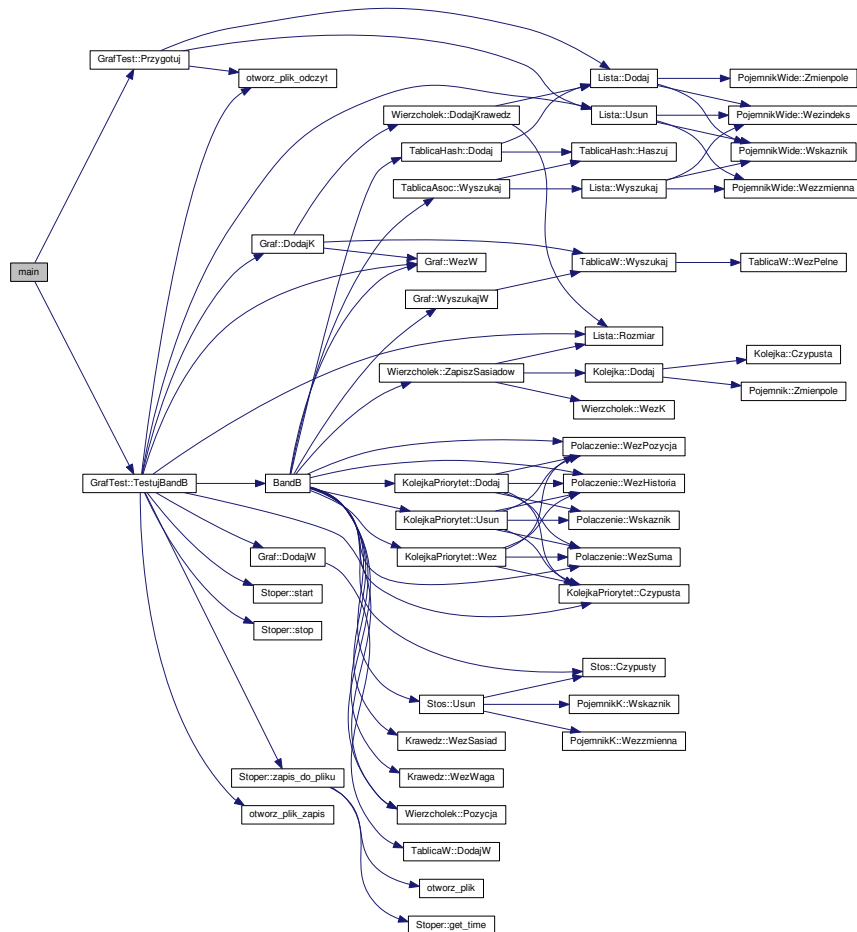 main
GrafTest::Przygotuj
GrafTest::TestujBandB
otworz_plik_odczyt
Graf::DodajK
BandB
Graf::DodajW
Stoper::start
Stoper::stop
Stoper::zapis_do_pliku
otworz_plik_zapis
Wierzcholek::DodajKrawedz
TablicaHash::Dodaj
TablicaAsoc::Wyszukaj
Graf::WezW
Graf::WyszukajW
Wierzcholek::ZapiszSasiadow
KolejkaPriorytet::Dodaj
KolejkaPriorytet::Usun
KolejkaPriorytet::Wez
Stos::Usun
Krawedz::WezSasiad
Krawedz::WezWaga
Wierzcholek::Pozycja
TablicaW::DodajW
otworz_plik
Stoper::get_time
Lista::Dodaj
Lista::Usun
TablicaHash::Haszuj
Lista::Wyszukaj
TablicaW::Wyszukaj
Lista::Rozmiar
Kolejka::Dodaj
Wierzcholek::WezK
Polaczenie::WezPozycja
Polaczenie::WezHistoria
Polaczenie::Wskaznik
Polaczenie::WezSuma
KolejkaPriorytet::Czypusta
Stos::Czypusty
PojemnikK::Wskaznik
PojemnikK::Wezzmienna
PojemnikWide::Zmienpole
PojemnikWide::Wezindeks
PojemnikWide::Wskaznik
PojemnikWide::Wezzmienna
TablicaW::WezPelne
Kolejka::Czypusta
Pojemnik::Zmienpole